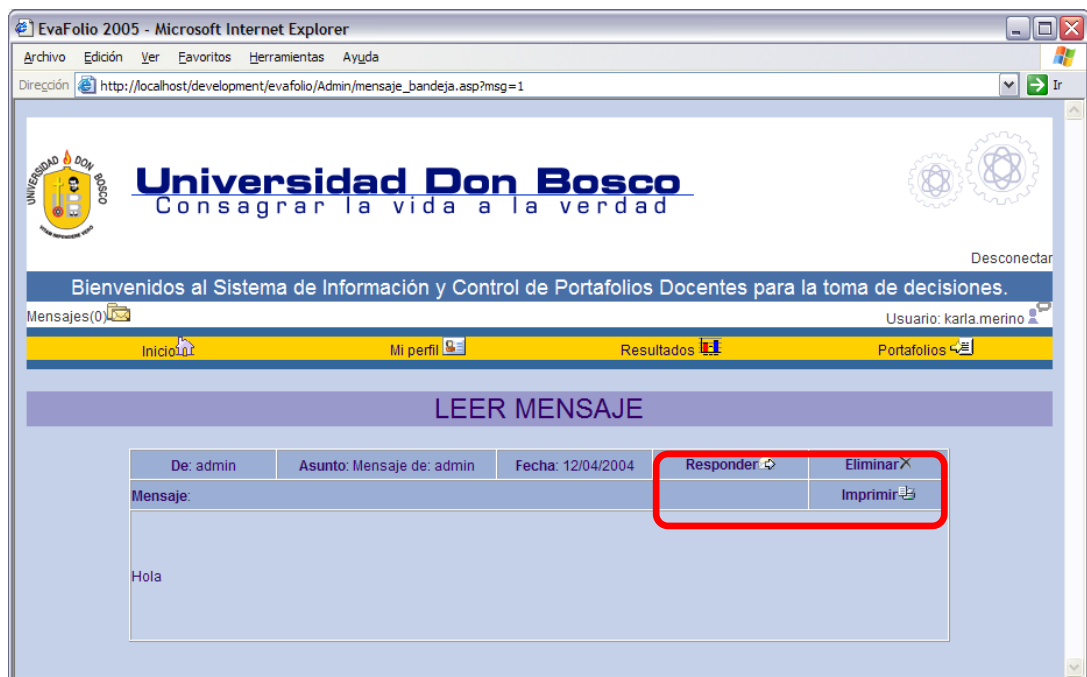 EvaFolio 2005 - Microsoft Internet Explorer
Archivo Edición Ver Favoritos Herramientas Ayuda
Dirección http://localhost/development/evafolio/Admin/mensaje_bandeja.asp?msg=1 Ir
UNIVERSIDAD DON BOSCO
Universidad Don Bosco
Consagrar la vida a la verdad
Desconectar
Bienvenidos al Sistema de Información y Control de Portafolios Docentes para la toma de decisiones.
Mensajes(0) Usuario: karla.merino
Inicio Mi perfil Resultados Portafolios
LEER MENSAJE
De: admin Asunto: Mensaje de: admin Fecha: 12/04/2004 Responder Eliminar
Mensaje: Imprimir
Hola